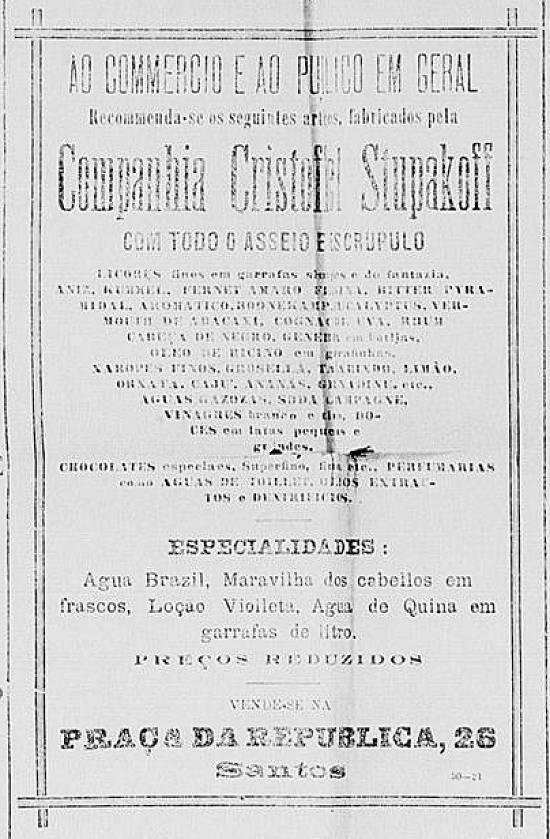 AO COMMERCIO E AO PUBLICO EM GERAL
Recommenda-se os seguintes artigos, fabricados pela
Companhia Cristofel Stupakoff
COM TODO O ASSEIO E ESCRUPULO
LICORES finos em garrafas simples e de fantazia,
ANIZ, KUMMEL, FERNET AMARO FELSINA, BITTER PYRA-
MIDAL, AROMATICO, BOONEKAMP, EUCALYPTUS, VER-
MOUTH DE ABACAXI, COGNAC DE UVA, RHUM
CABEÇA DE NEGRO, GENEBRA em botijas,
OLEO DE RICINO em garrafinhas,
XAROPES FINOS, GROSELLA, TAMARINDO, LIMÃO,
ORXATA, CAJU', ANANAS, GRENADINE, etc.,
AGUAS GAZOZAS, SODA CAMPAGNE,
VINAGRES branco e tinto, DO-
CES em latas pequenas e
grandes.
CHOCOLATES especiaes, Superfino, fino etc., PERFUMARIAS
como AGUAS DE TOILLET, OLEOS EXTRAC-
TOS e DENTRIFICIOS.
ESPECIALIDADES:
Agua Brazil, Maravilha dos cabellos em
frascos, Loção Violleta, Agua de Quina em
garrafas de litro.
PREÇOS REDUZIDOS
VENDE-SE NA
PRAÇA DA REPUBLICA, 26
Santos
30—21